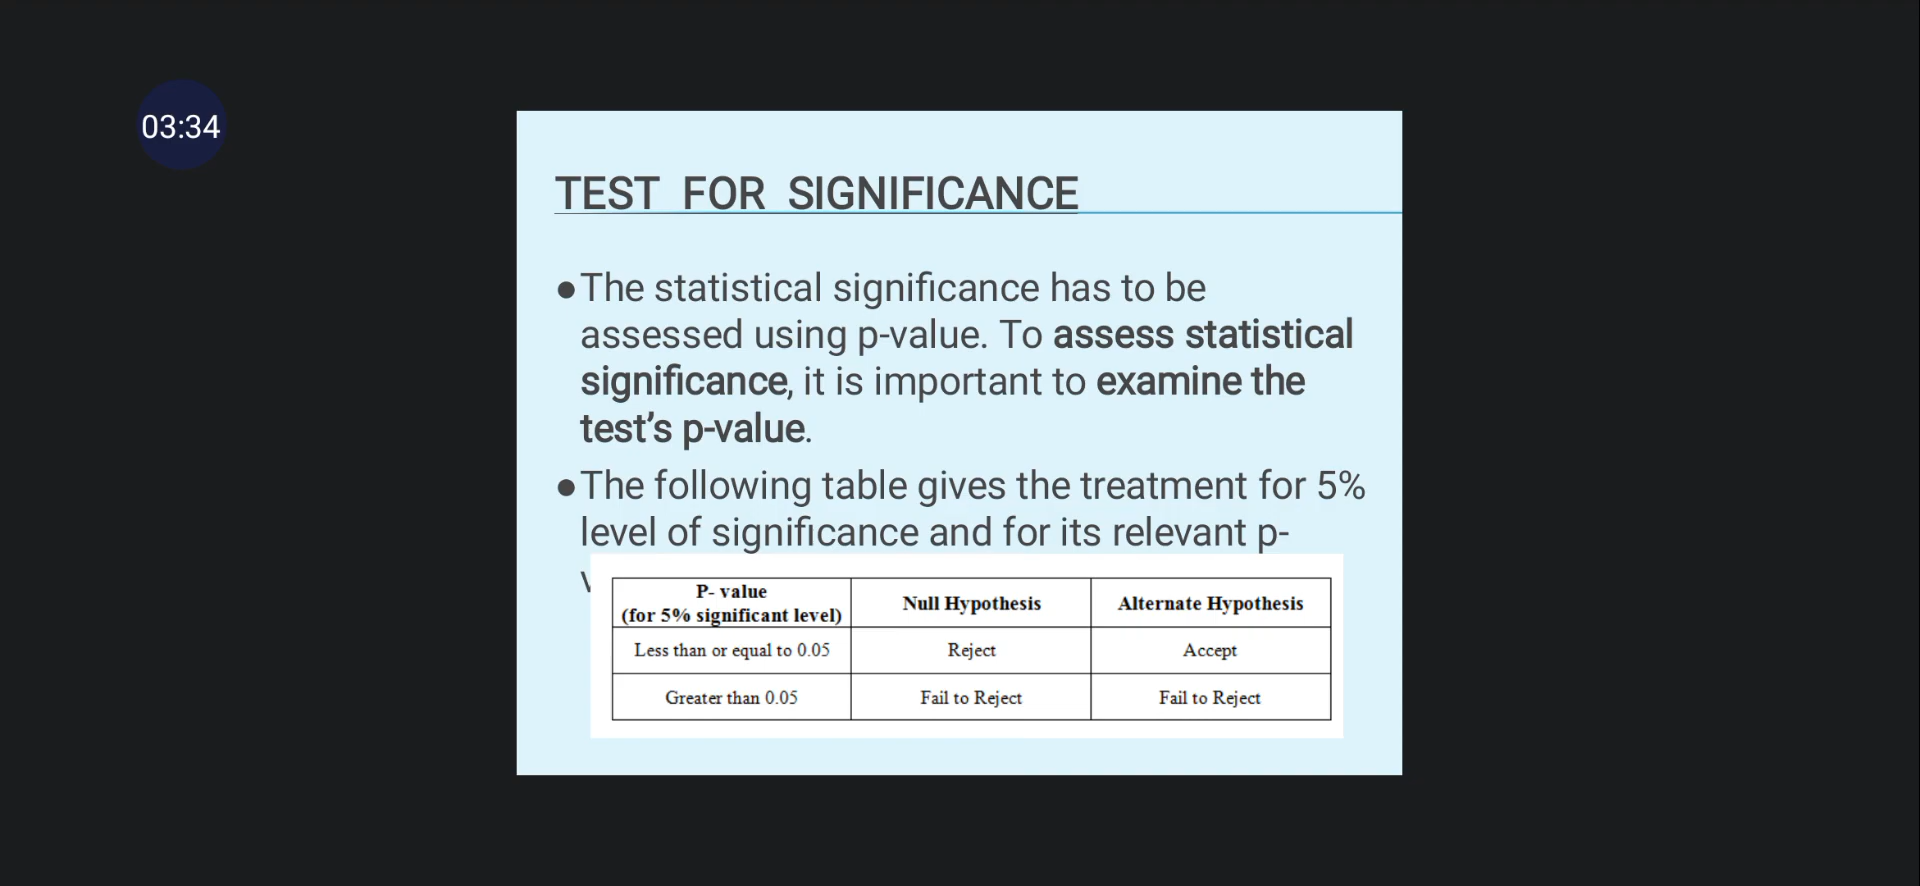 03:34
TEST FOR SIGNIFICANCE
●The statistical significance has to be
assessed using p-value. To assess statistical
significance, it is important to examine the
test’s p-value.
●The following table gives the treatment for 5%
level of significance and for its relevant p-
P- value
(for 5% significant level)
Null Hypothesis
Alternate Hypothesis
Less than or equal to 0.05
Reject
Accept
Greater than 0.05
Fail to Reject
Fail to Reject